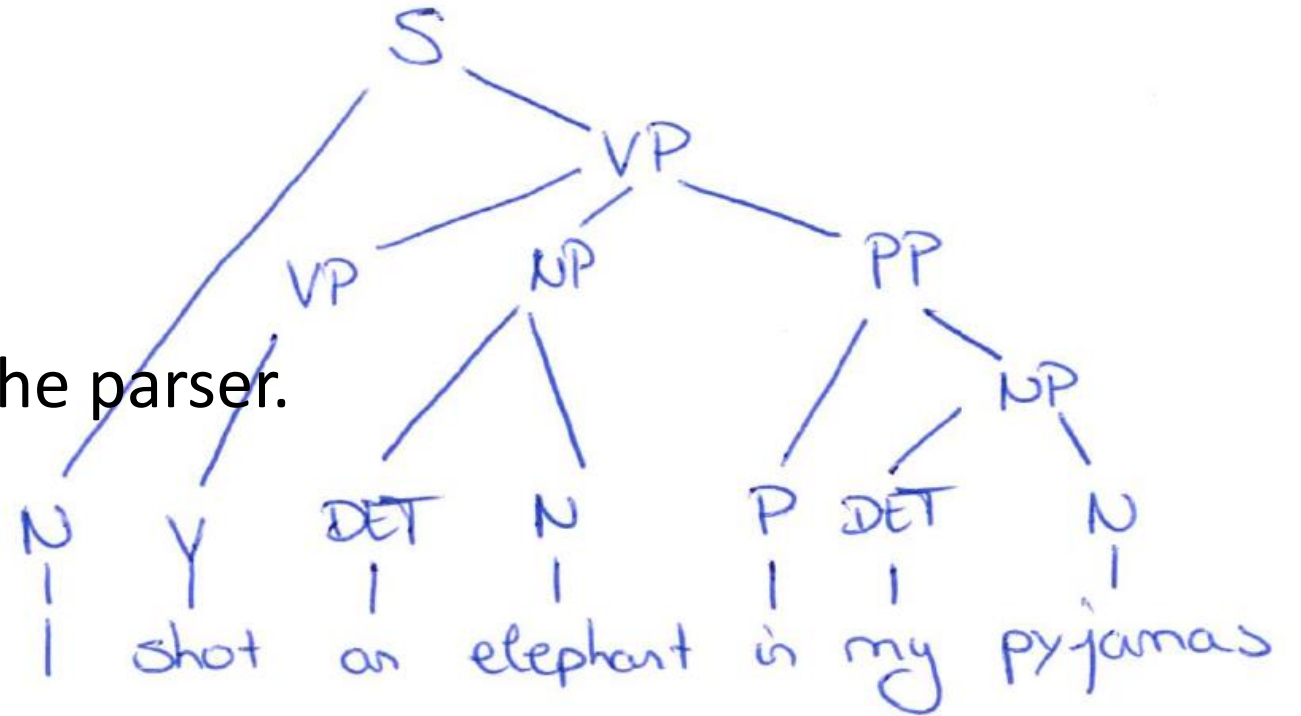 S
VP
VP NP PP
he parser.
NP
N V DET N P DET N
I shot an elephant in my pyjamas